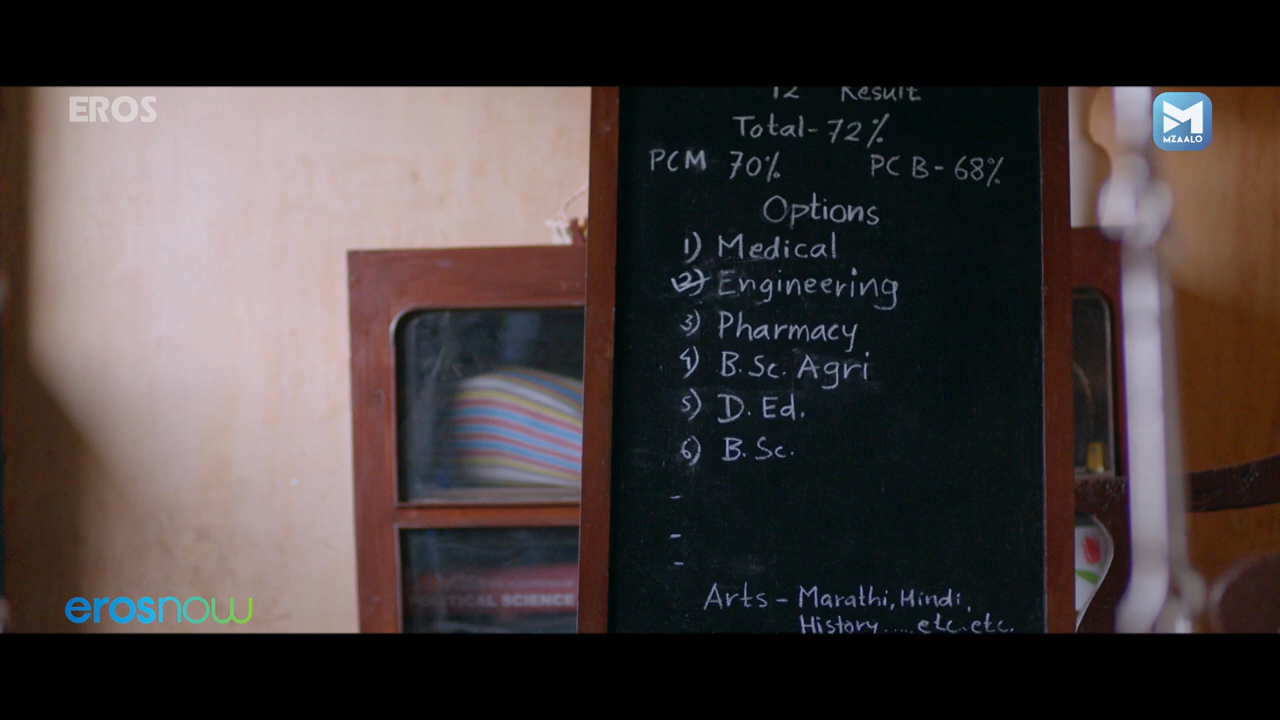 EROS
MZAALO
12 Result
Total - 72%
PCM 70% PCB - 68%
Options
1) Medical
2) Engineering
3) Pharmacy
4) B.Sc. Agri
5) D. Ed.
6) B. Sc.
-
-
-
Arts - Marathi, Hindi,
History.... etc. etc.
POLITICAL SCIENCE
erosnow